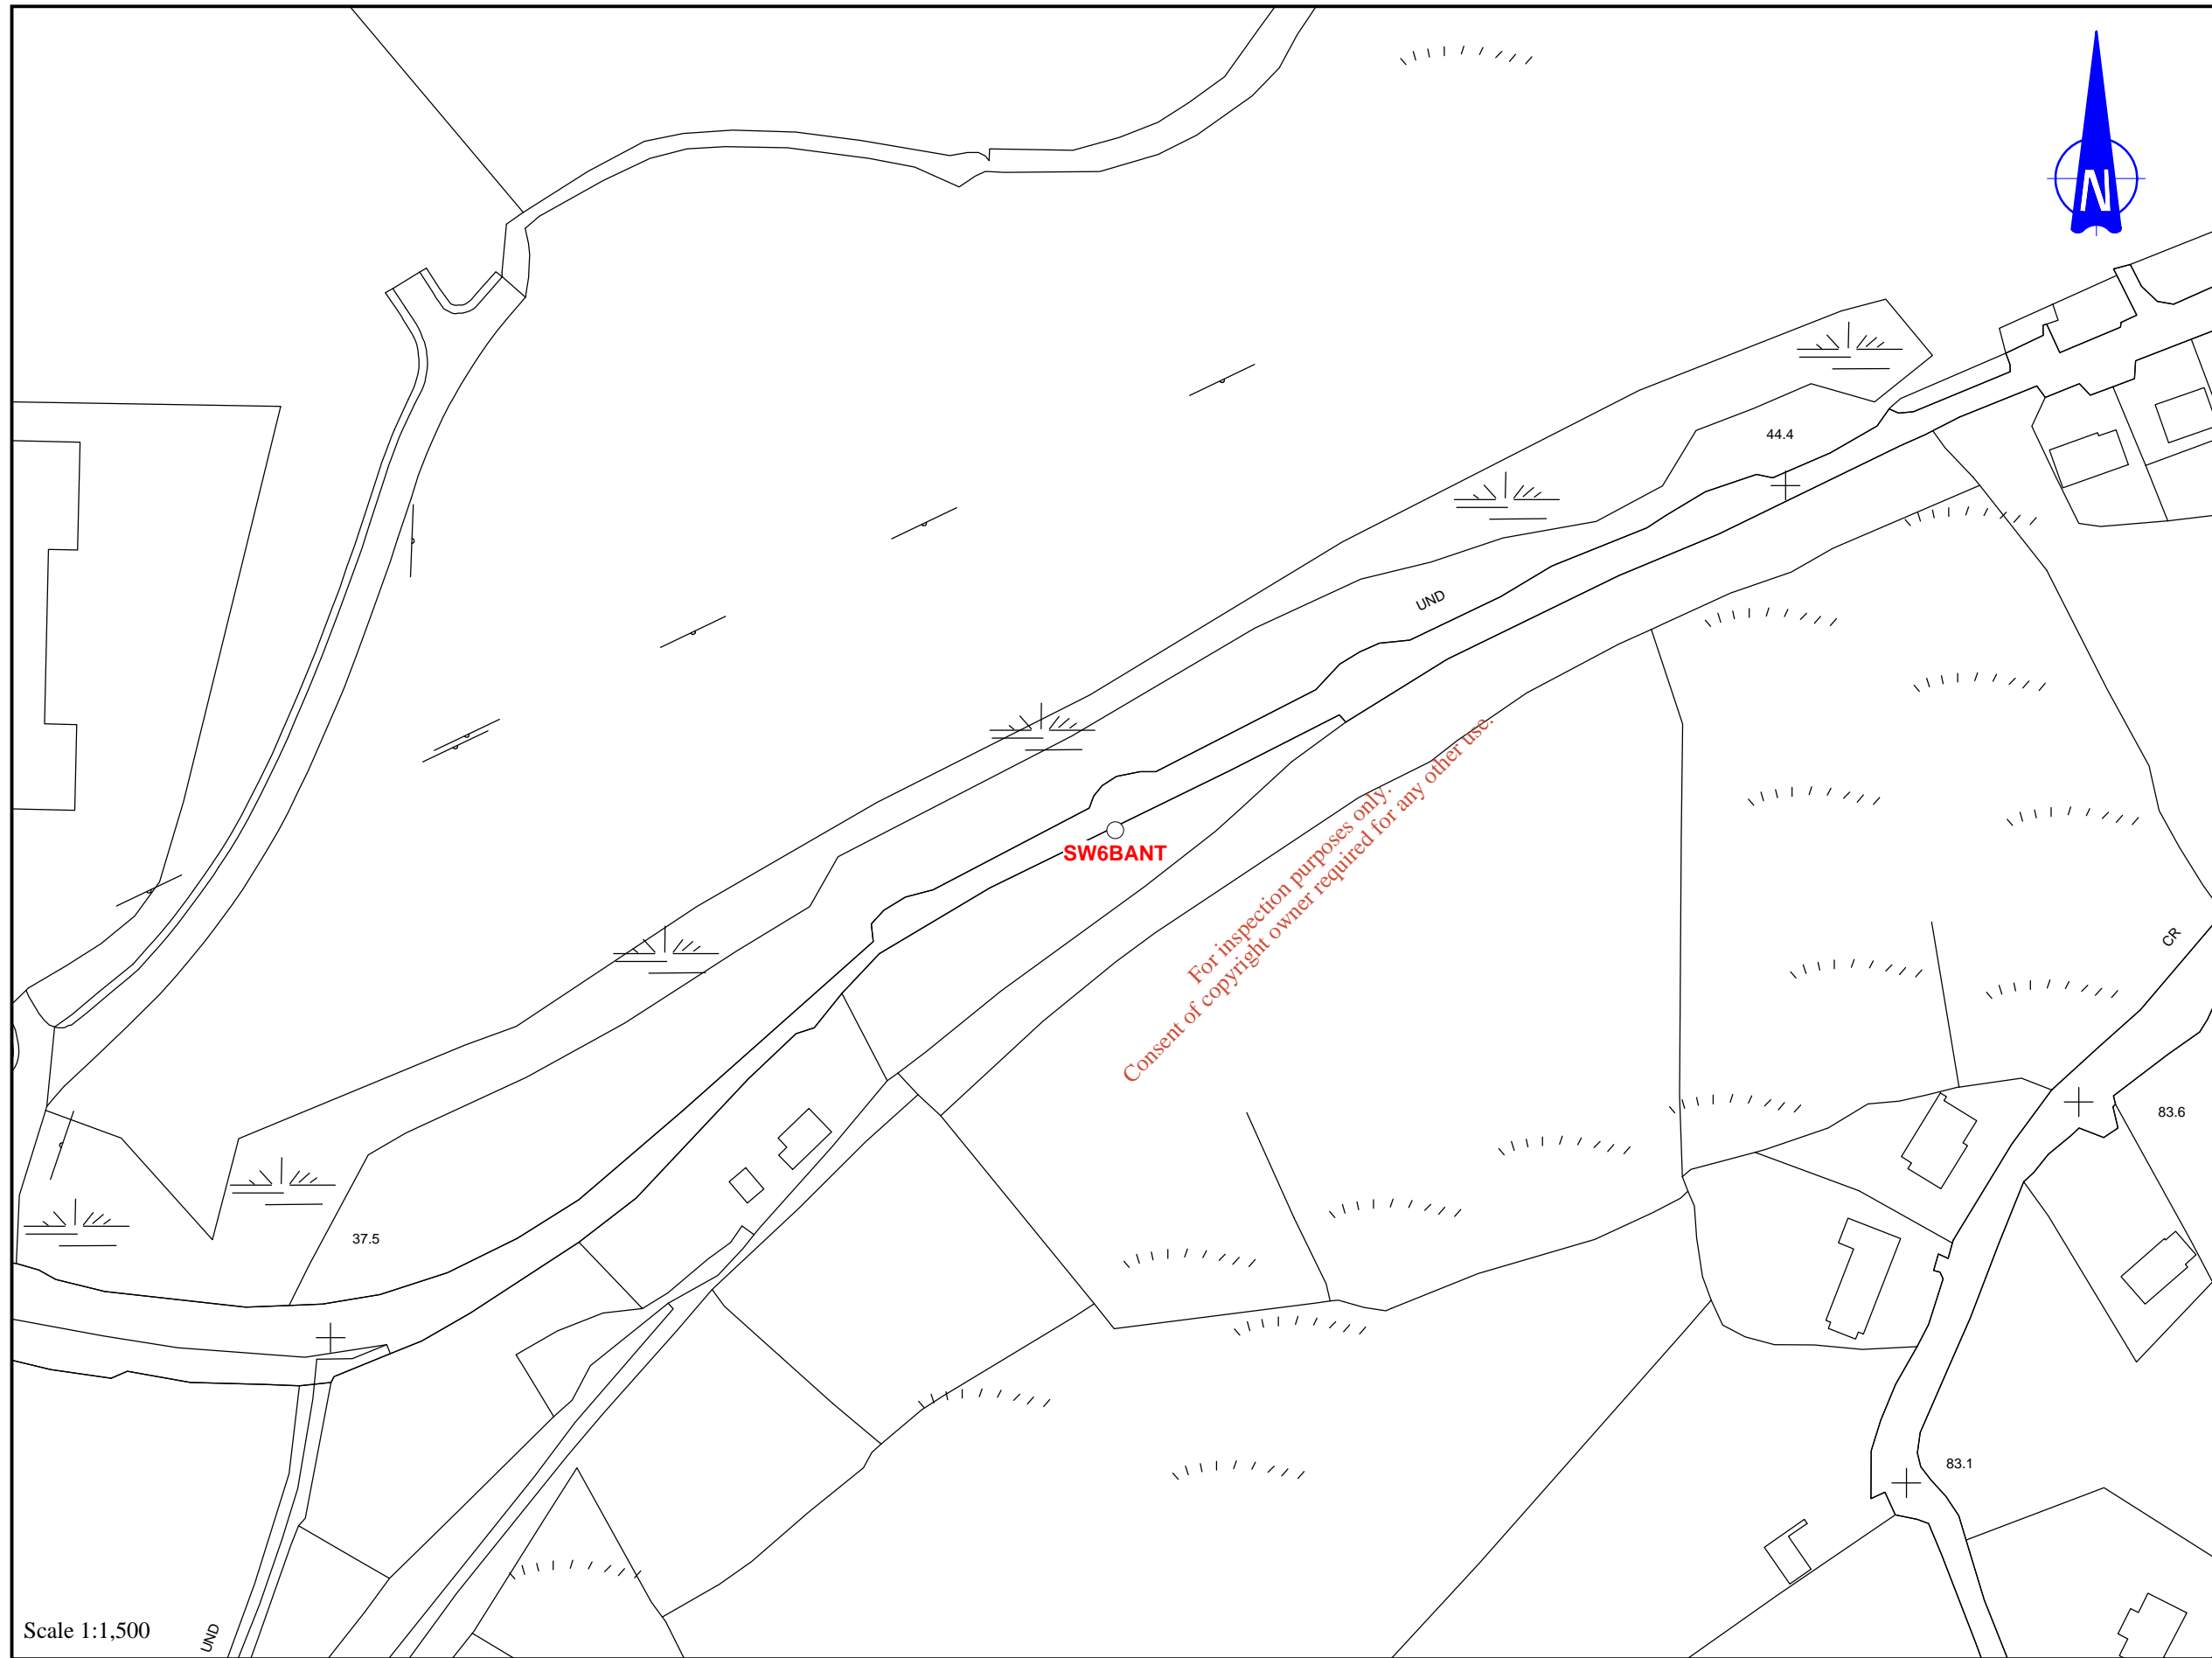 N
44.4
UND
SW6BANT
For inspection purposes only.
Consent of copyright owner required for any other use.
CR
83.6
37.5
83.1
Scale 1:1,500
UND